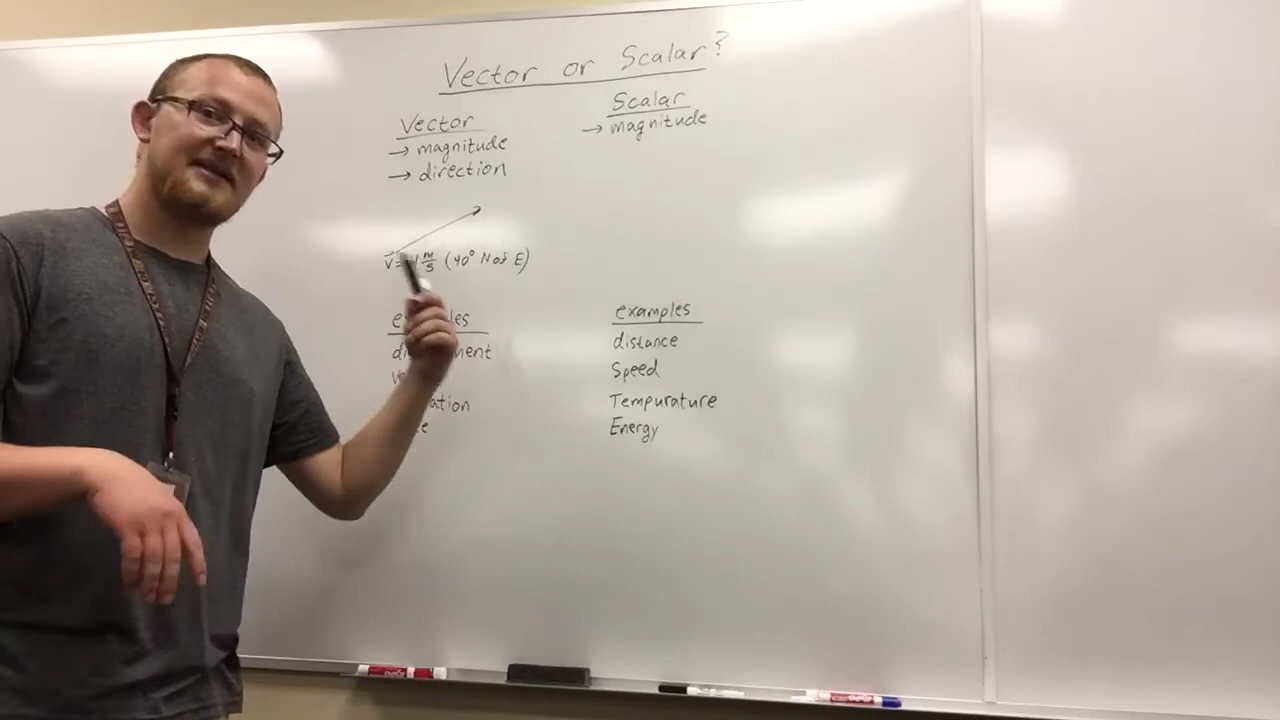 Vector or Scalar?
Vector
→ magnitude
→ direction
Scalar
→ magnitude
m/s (40° N of E)
examples
distance
Speed
Tempurature
Energy